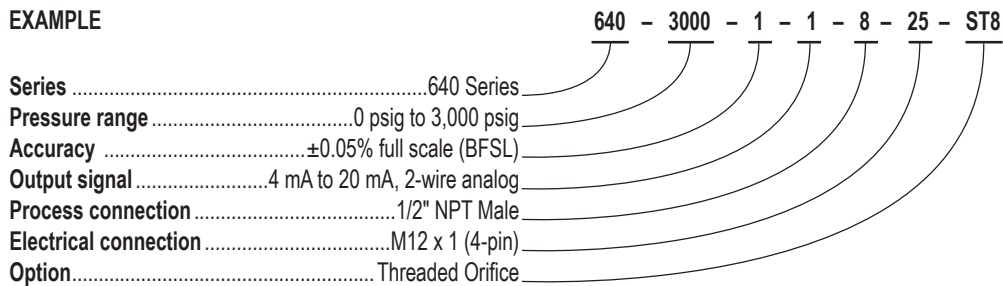 EXAMPLE 640 – 3000 – 1 – 1 – 8 – 25 – ST8
Series ........................................................................640 Series
Pressure range ........................................0 psig to 3,000 psig
Accuracy ........................................±0.05% full scale (BFSL)
Output signal ...........................4 mA to 20 mA, 2-wire analog
Process connection .............................................1/2" NPT Male
Electrical connection .....................................M12 x 1 (4-pin)
Option ............................................................ Threaded Orifice